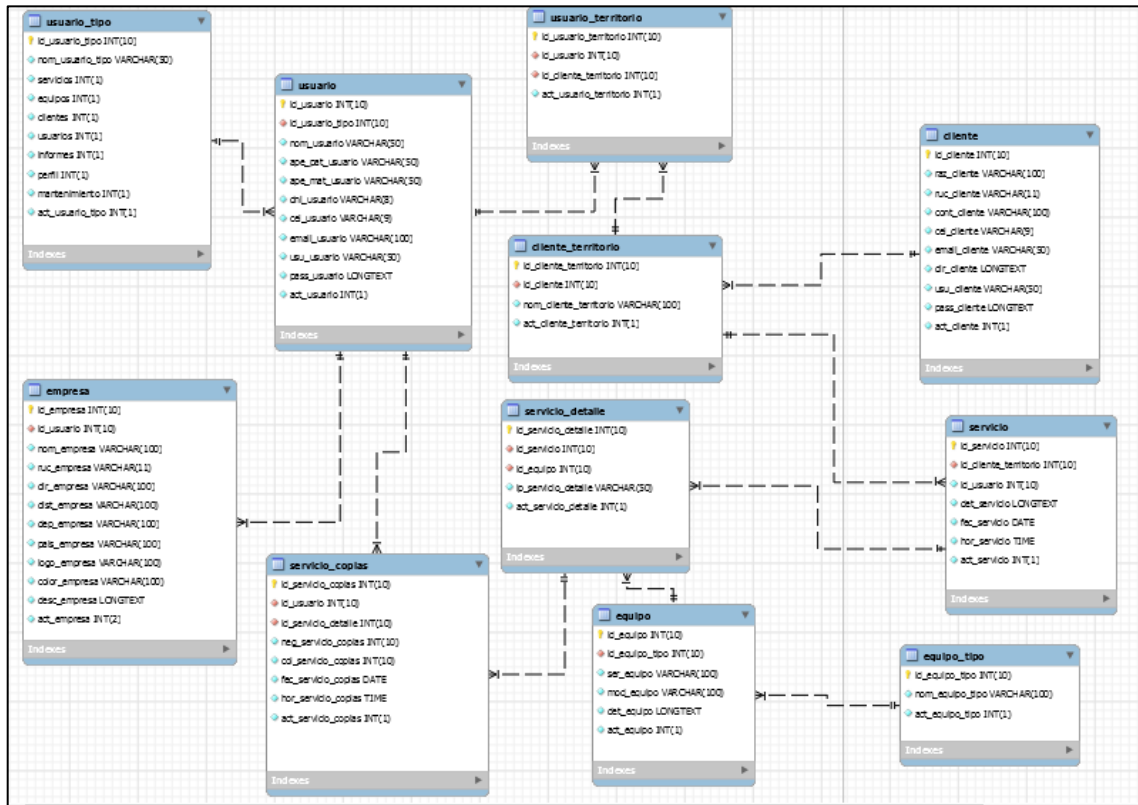 usuario_tipo
id_usuario_tipo INT(10)
nom_usuario_tipo VARCHAR(50)
servicios INT(1)
equipos INT(1)
clientes INT(1)
usuarios INT(1)
informes INT(1)
perfil INT(1)
mantenimiento INT(1)
act_usuario_tipo INT(1)
Indexes
usuario
id_usuario INT(10)
id_usuario_tipo INT(10)
nom_usuario VARCHAR(50)
ape_pat_usuario VARCHAR(50)
ape_mat_usuario VARCHAR(50)
dni_usuario VARCHAR(8)
cel_usuario VARCHAR(9)
email_usuario VARCHAR(100)
usu_usuario VARCHAR(50)
pass_usuario LONGTEXT
act_usuario INT(1)
Indexes
usuario_territorio
id_usuario_territorio INT(10)
id_usuario INT(10)
id_cliente_territorio INT(10)
act_usuario_territorio INT(1)
Indexes
cliente
id_cliente INT(10)
raz_cliente VARCHAR(100)
ruc_cliente VARCHAR(11)
cont_cliente VARCHAR(100)
cel_cliente VARCHAR(9)
email_cliente VARCHAR(50)
dir_cliente LONGTEXT
usu_cliente VARCHAR(50)
pass_cliente LONGTEXT
act_cliente INT(1)
Indexes
cliente_territorio
id_cliente_territorio INT(10)
id_cliente INT(10)
nom_cliente_territorio VARCHAR(100)
act_cliente_territorio INT(1)
Indexes
empresa
id_empresa INT(10)
id_usuario INT(10)
nom_empresa VARCHAR(100)
ruc_empresa VARCHAR(11)
dir_empresa VARCHAR(100)
dist_empresa VARCHAR(100)
dep_empresa VARCHAR(100)
pais_empresa VARCHAR(100)
logo_empresa VARCHAR(100)
color_empresa VARCHAR(100)
desc_empresa LONGTEXT
act_empresa INT(2)
Indexes
servicio_detalle
id_servicio_detalle INT(10)
id_servicio INT(10)
id_equipo INT(10)
ip_servicio_detalle VARCHAR(50)
act_servicio_detalle INT(1)
Indexes
servicio
id_servicio INT(10)
id_cliente_territorio INT(10)
id_usuario INT(10)
det_servicio LONGTEXT
fec_servicio DATE
hor_servicio TIME
act_servicio INT(1)
Indexes
servicio_copias
id_servicio_copias INT(10)
id_usuario INT(10)
id_servicio_detalle INT(10)
neg_servicio_copias INT(10)
col_servicio_copias INT(10)
fec_servicio_copias DATE
hor_servicio_copias TIME
act_servicio_copias INT(1)
Indexes
equipo
id_equipo INT(10)
id_equipo_tipo INT(10)
ser_equipo VARCHAR(100)
mod_equipo VARCHAR(100)
det_equipo LONGTEXT
act_equipo INT(1)
Indexes
equipo_tipo
id_equipo_tipo INT(10)
nom_equipo_tipo VARCHAR(100)
act_equipo_tipo INT(1)
Indexes